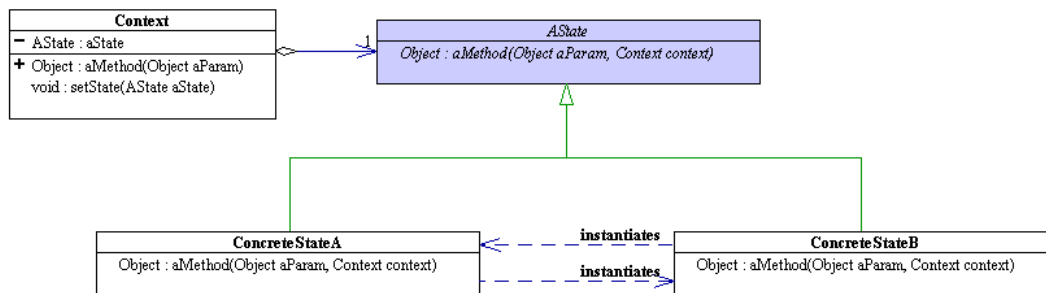 Context
− AState : aState
+ Object : aMethod(Object aParam)
void : setState(AState aState)
1
AState
Object : aMethod(Object aParam, Context context)
ConcreteStateA
Object : aMethod(Object aParam, Context context)
instantiates
instantiates
ConcreteStateB
Object : aMethod(Object aParam, Context context)